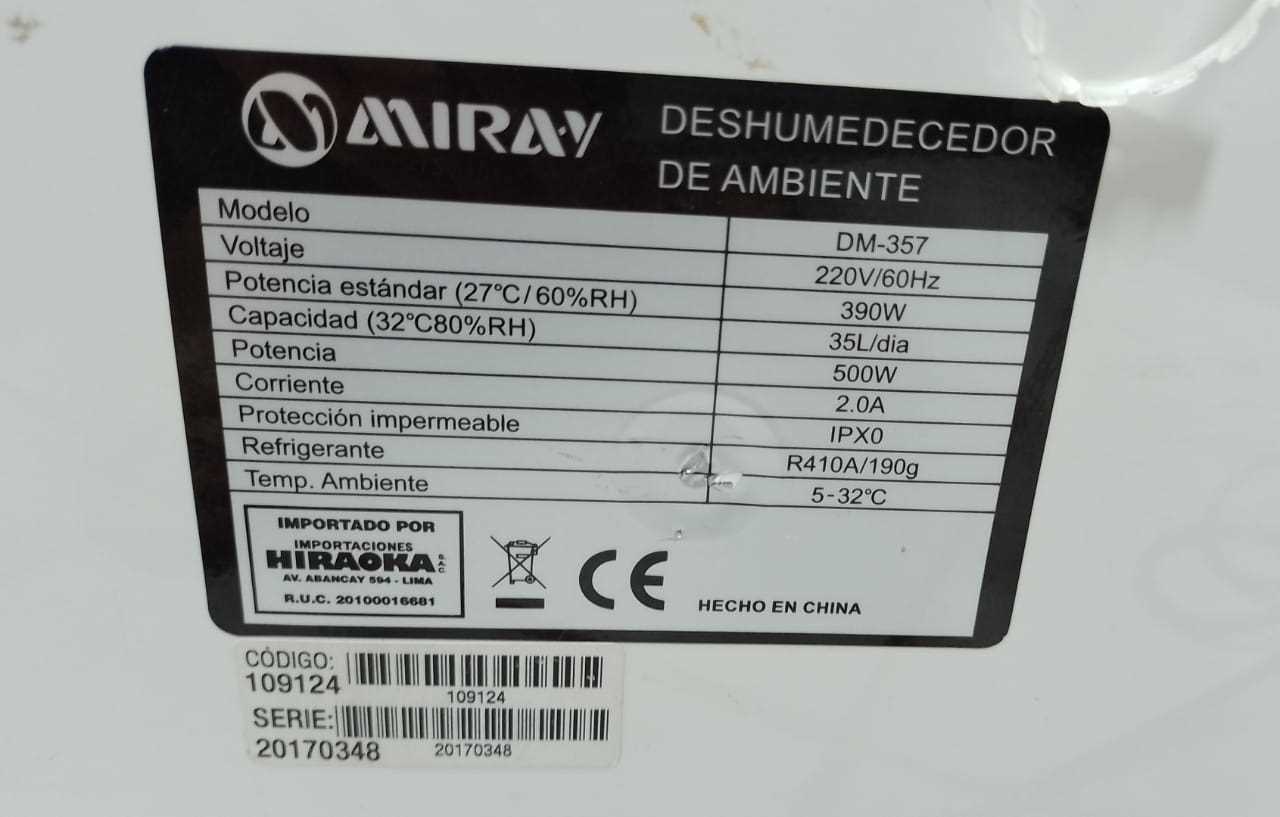 MIRAY
DESHUMEDECEDOR
DE AMBIENTE
Modelo DM-357
Voltaje 220V/60Hz
Potencia estándar (27°C/60%RH) 390W
Capacidad (32°C80%RH) 35L/dia
Potencia 500W
Corriente 2.0A
Protección impermeable IPX0
Refrigerante R410A/190g
Temp. Ambiente 5-32°C
IMPORTADO POR
IMPORTACIONES
HIRAOKA S.A.C.
AV. ABANCAY 594 - LIMA
R.U.C. 20100016681
CE
HECHO EN CHINA
CÓDIGO:
109124
109124
SERIE:
20170348
20170348